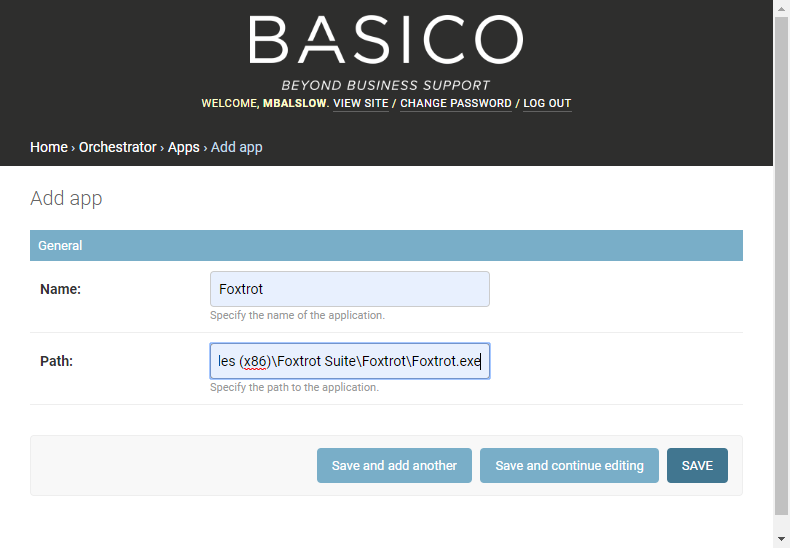 BASICO
BEYOND BUSINESS SUPPORT
WELCOME, MBALSLOW. VIEW SITE / CHANGE PASSWORD / LOG OUT
Home › Orchestrator › Apps › Add app
Add app
General
Name: Foxtrot
Specify the name of the application.
Path: les (x86)\Foxtrot Suite\Foxtrot\Foxtrot.exe
Specify the path to the application.
Save and add another Save and continue editing SAVE